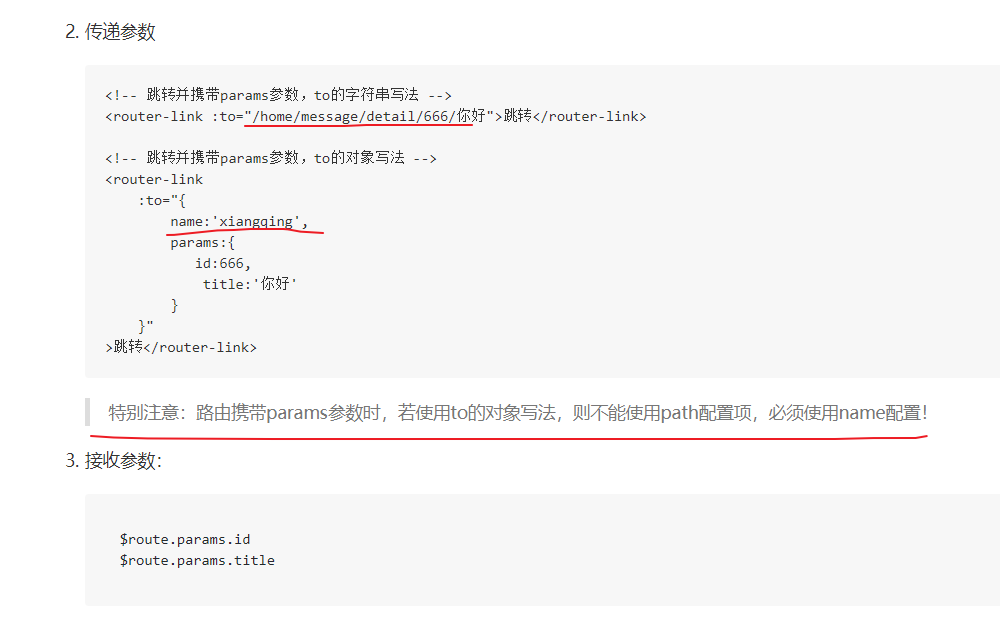 2. 传递参数
<!-- 跳转并携带params参数，to的字符串写法 -->
<router-link :to="/home/message/detail/666/你好">跳转</router-link>
<!-- 跳转并携带params参数，to的对象写法 -->
<router-link
:to="{
name:'xiangqing',
params:{
id:666,
title:'你好'
}
}"
>跳转</router-link>
特别注意：路由携带params参数时，若使用to的对象写法，则不能使用path配置项，必须使用name配置！
3. 接收参数：
$route.params.id
$route.params.title